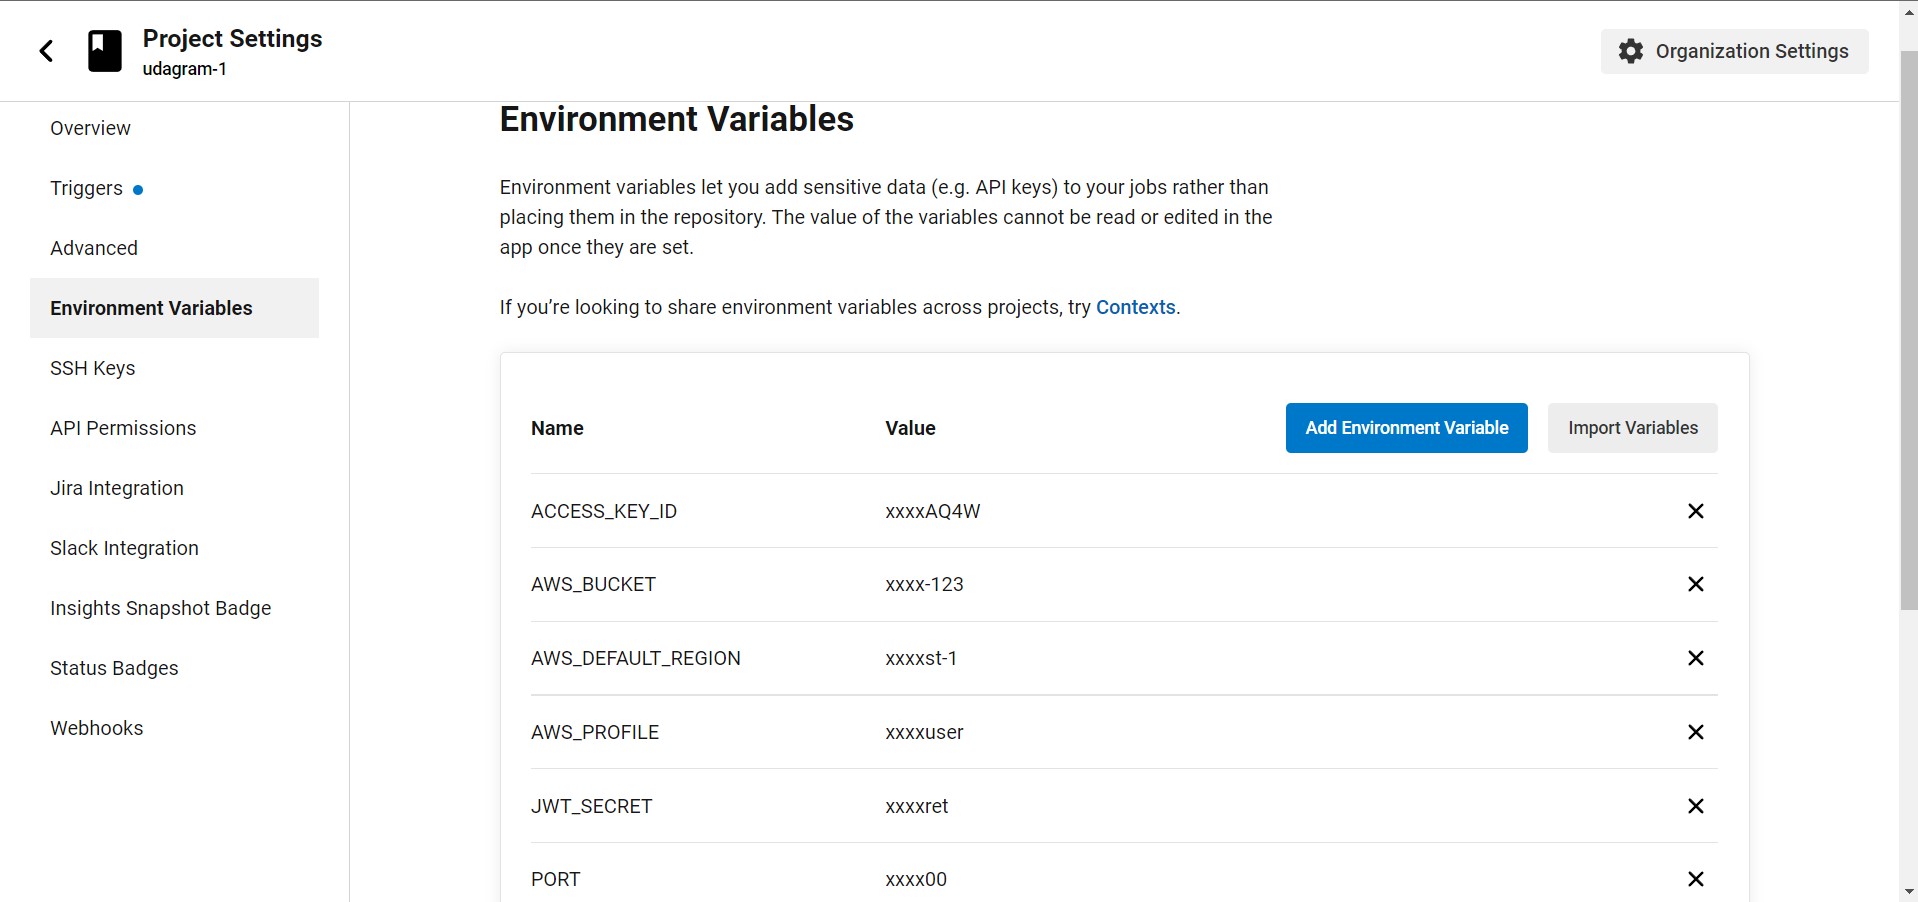 Project Settings
udagram-1
Organization Settings
Overview
Triggers
Advanced
Environment Variables
SSH Keys
API Permissions
Jira Integration
Slack Integration
Insights Snapshot Badge
Status Badges
Webhooks
Environment Variables
Environment variables let you add sensitive data (e.g. API keys) to your jobs rather than
placing them in the repository. The value of the variables cannot be read or edited in the
app once they are set.
If you’re looking to share environment variables across projects, try Contexts.
Name Value Add Environment Variable Import Variables
ACCESS_KEY_ID xxxxAQ4W
AWS_BUCKET xxxx-123
AWS_DEFAULT_REGION xxxxst-1
AWS_PROFILE xxxxuser
JWT_SECRET xxxxret
PORT xxxx00